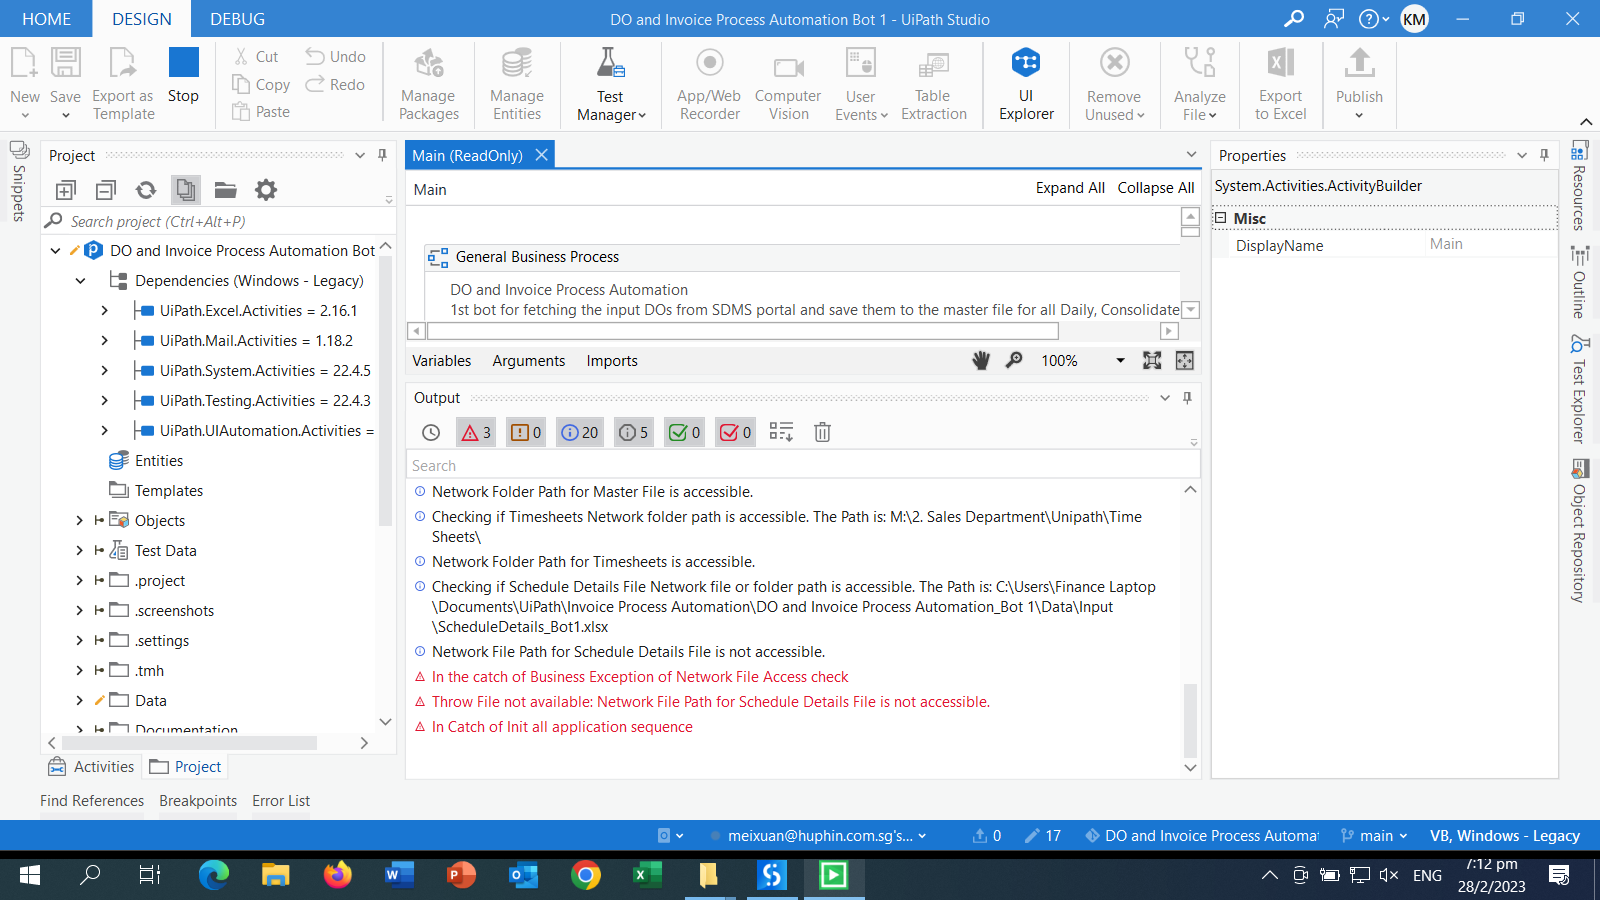 HOME DESIGN DEBUG DO and Invoice Process Automation Bot 1 - UiPath Studio KM
New Save Export as Template Stop Cut Copy Paste Undo Redo Manage Packages Manage Entities Test Manager App/Web Recorder Computer Vision User Events Table Extraction UI Explorer Remove Unused Analyze File Export to Excel Publish
Snippets
Project
Search project (Ctrl+Alt+P)
DO and Invoice Process Automation Bot
Dependencies (Windows - Legacy)
UiPath.Excel.Activities = 2.16.1
UiPath.Mail.Activities = 1.18.2
UiPath.System.Activities = 22.4.5
UiPath.Testing.Activities = 22.4.3
UiPath.UIAutomation.Activities =
Entities
Templates
Objects
Test Data
.project
.screenshots
.settings
.tmh
Data
Documentation
Activities Project
Find References Breakpoints Error List
Main (ReadOnly)
Main Expand All Collapse All
General Business Process
DO and Invoice Process Automation
1st bot for fetching the input DOs from SDMS portal and save them to the master file for all Daily, Consolidate
Variables Arguments Imports 100%
Output
3 0 20 5 0 0
Search
Network Folder Path for Master File is accessible.
Checking if Timesheets Network folder path is accessible. The Path is: M:\2. Sales Department\Unipath\Time
Sheets\
Network Folder Path for Timesheets is accessible.
Checking if Schedule Details File Network file or folder path is accessible. The Path is: C:\Users\Finance Laptop
\Documents\UiPath\Invoice Process Automation\DO and Invoice Process Automation_Bot 1\Data\Input
\ScheduleDetails_Bot1.xlsx
Network File Path for Schedule Details File is not accessible.
In the catch of Business Exception of Network File Access check
Throw File not available: Network File Path for Schedule Details File is not accessible.
In Catch of Init all application sequence
Properties
System.Activities.ActivityBuilder
Misc
DisplayName Main
Resources
Outline
Test Explorer
Object Repository
meixuan@huphin.com.sg's... 0 17 DO and Invoice Process Automat main VB, Windows - Legacy
ENG 7:12 pm
28/2/2023